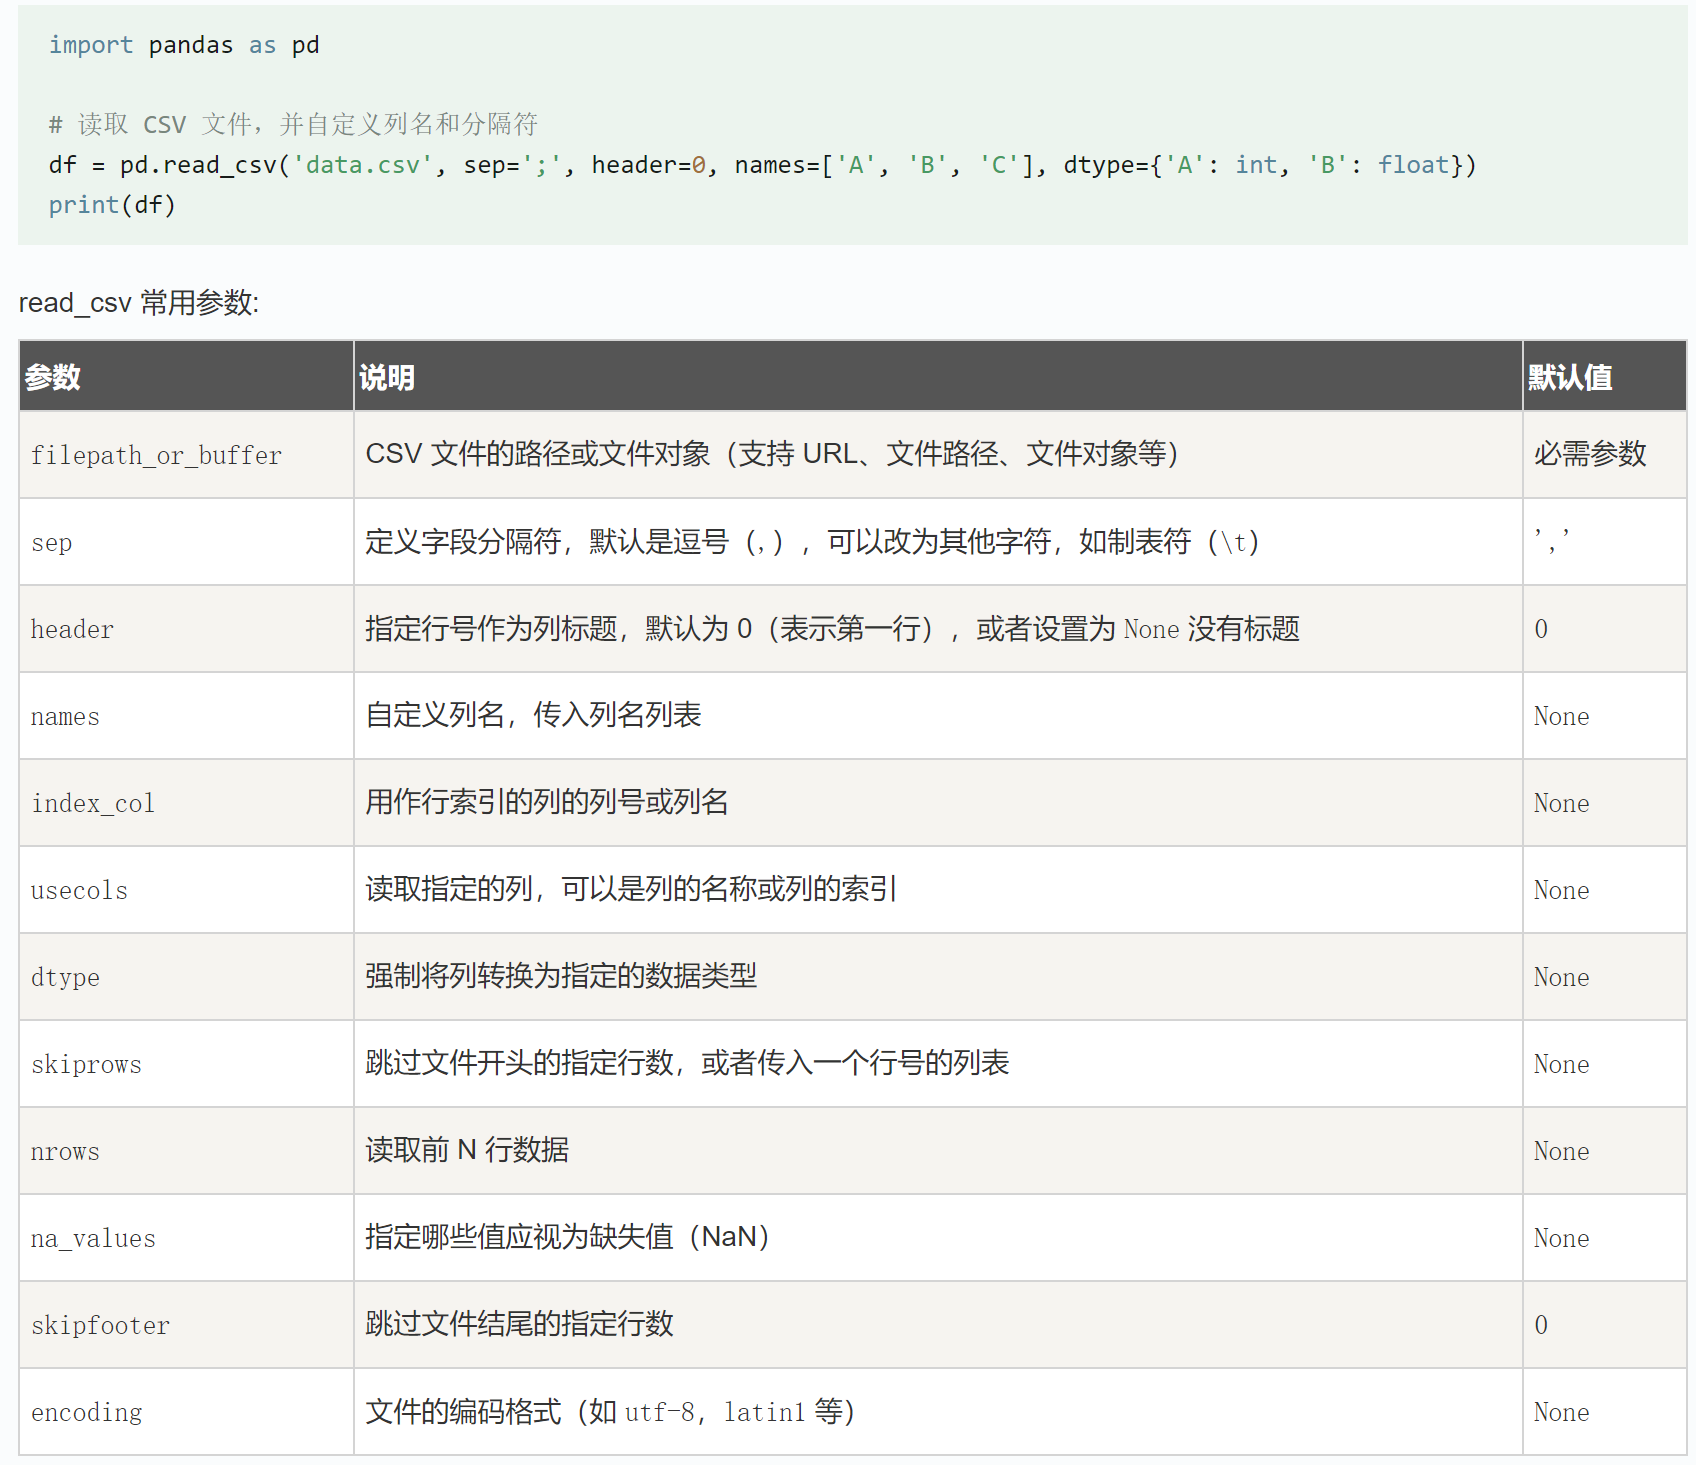 import pandas as pd
# 读取 CSV 文件，并自定义列名和分隔符
df = pd.read_csv('data.csv', sep=';', header=0, names=['A', 'B', 'C'], dtype={'A': int, 'B': float})
print(df)
read_csv 常用参数:
参数 说明 默认值
filepath_or_buffer CSV 文件的路径或文件对象（支持 URL、文件路径、文件对象等） 必需参数
sep 定义字段分隔符，默认是逗号（,），可以改为其他字符，如制表符（\t） ','
header 指定行号作为列标题，默认为 0（表示第一行），或者设置为 None 没有标题 0
names 自定义列名，传入列名列表 None
index_col 用作行索引的列的列号或列名 None
usecols 读取指定的列，可以是列的名称或列的索引 None
dtype 强制将列转换为指定的数据类型 None
skiprows 跳过文件开头的指定行数，或者传入一个行号的列表 None
nrows 读取前 N 行数据 None
na_values 指定哪些值应视为缺失值（NaN） None
skipfooter 跳过文件结尾的指定行数 0
encoding 文件的编码格式（如 utf-8，latin1 等） None